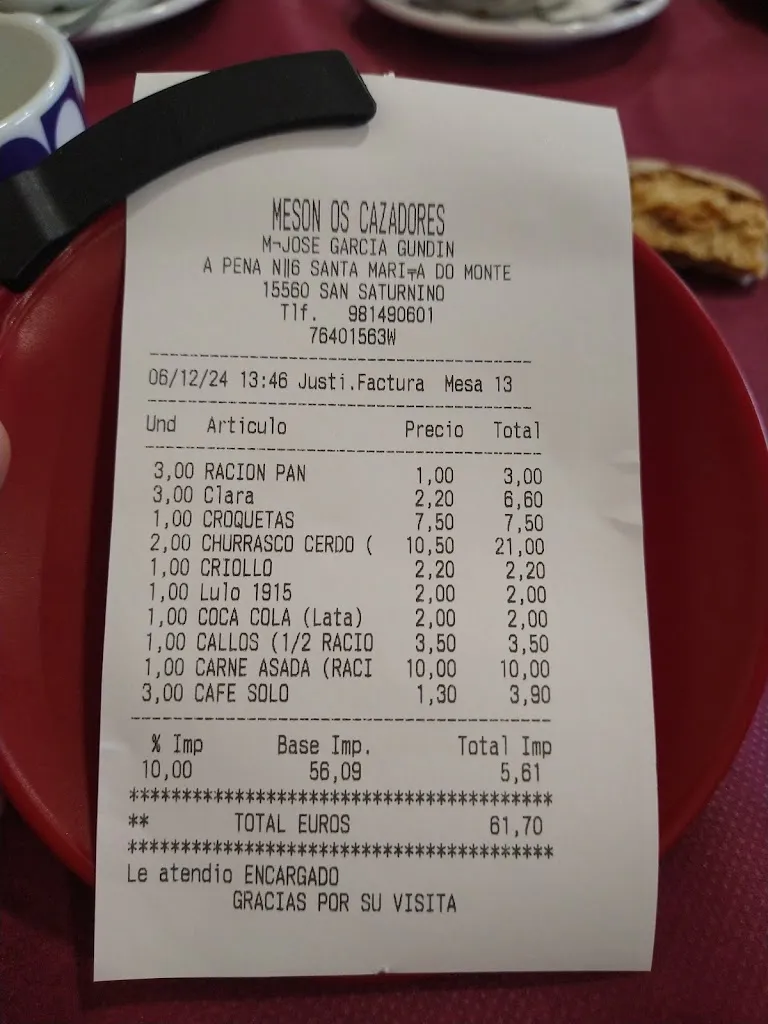 MESON OS CAZADORES
M¬JOSE GARCIA GUNDIN
A PENA N‖6 SANTA MARI╤A DO MONTE
15560 SAN SATURNINO
Tlf. 981490601
76401563W
06/12/24 13:46 Justi.Factura Mesa 13
Und Articulo Precio Total
3,00 RACION PAN 1,00 3,00
3,00 Clara 2,20 6,60
1,00 CROQUETAS 7,50 7,50
2,00 CHURRASCO CERDO ( 10,50 21,00
1,00 CRIOLLO 2,20 2,20
1,00 Lulo 1915 2,00 2,00
1,00 COCA COLA (Lata) 2,00 2,00
1,00 CALLOS (1/2 RACIO 3,50 3,50
1,00 CARNE ASADA (RACI 10,00 10,00
3,00 CAFE SOLO 1,30 3,90
% Imp Base Imp. Total Imp
10,00 56,09 5,61
****************************************
** TOTAL EUROS 61,70
****************************************
Le atendio ENCARGADO
GRACIAS POR SU VISITA